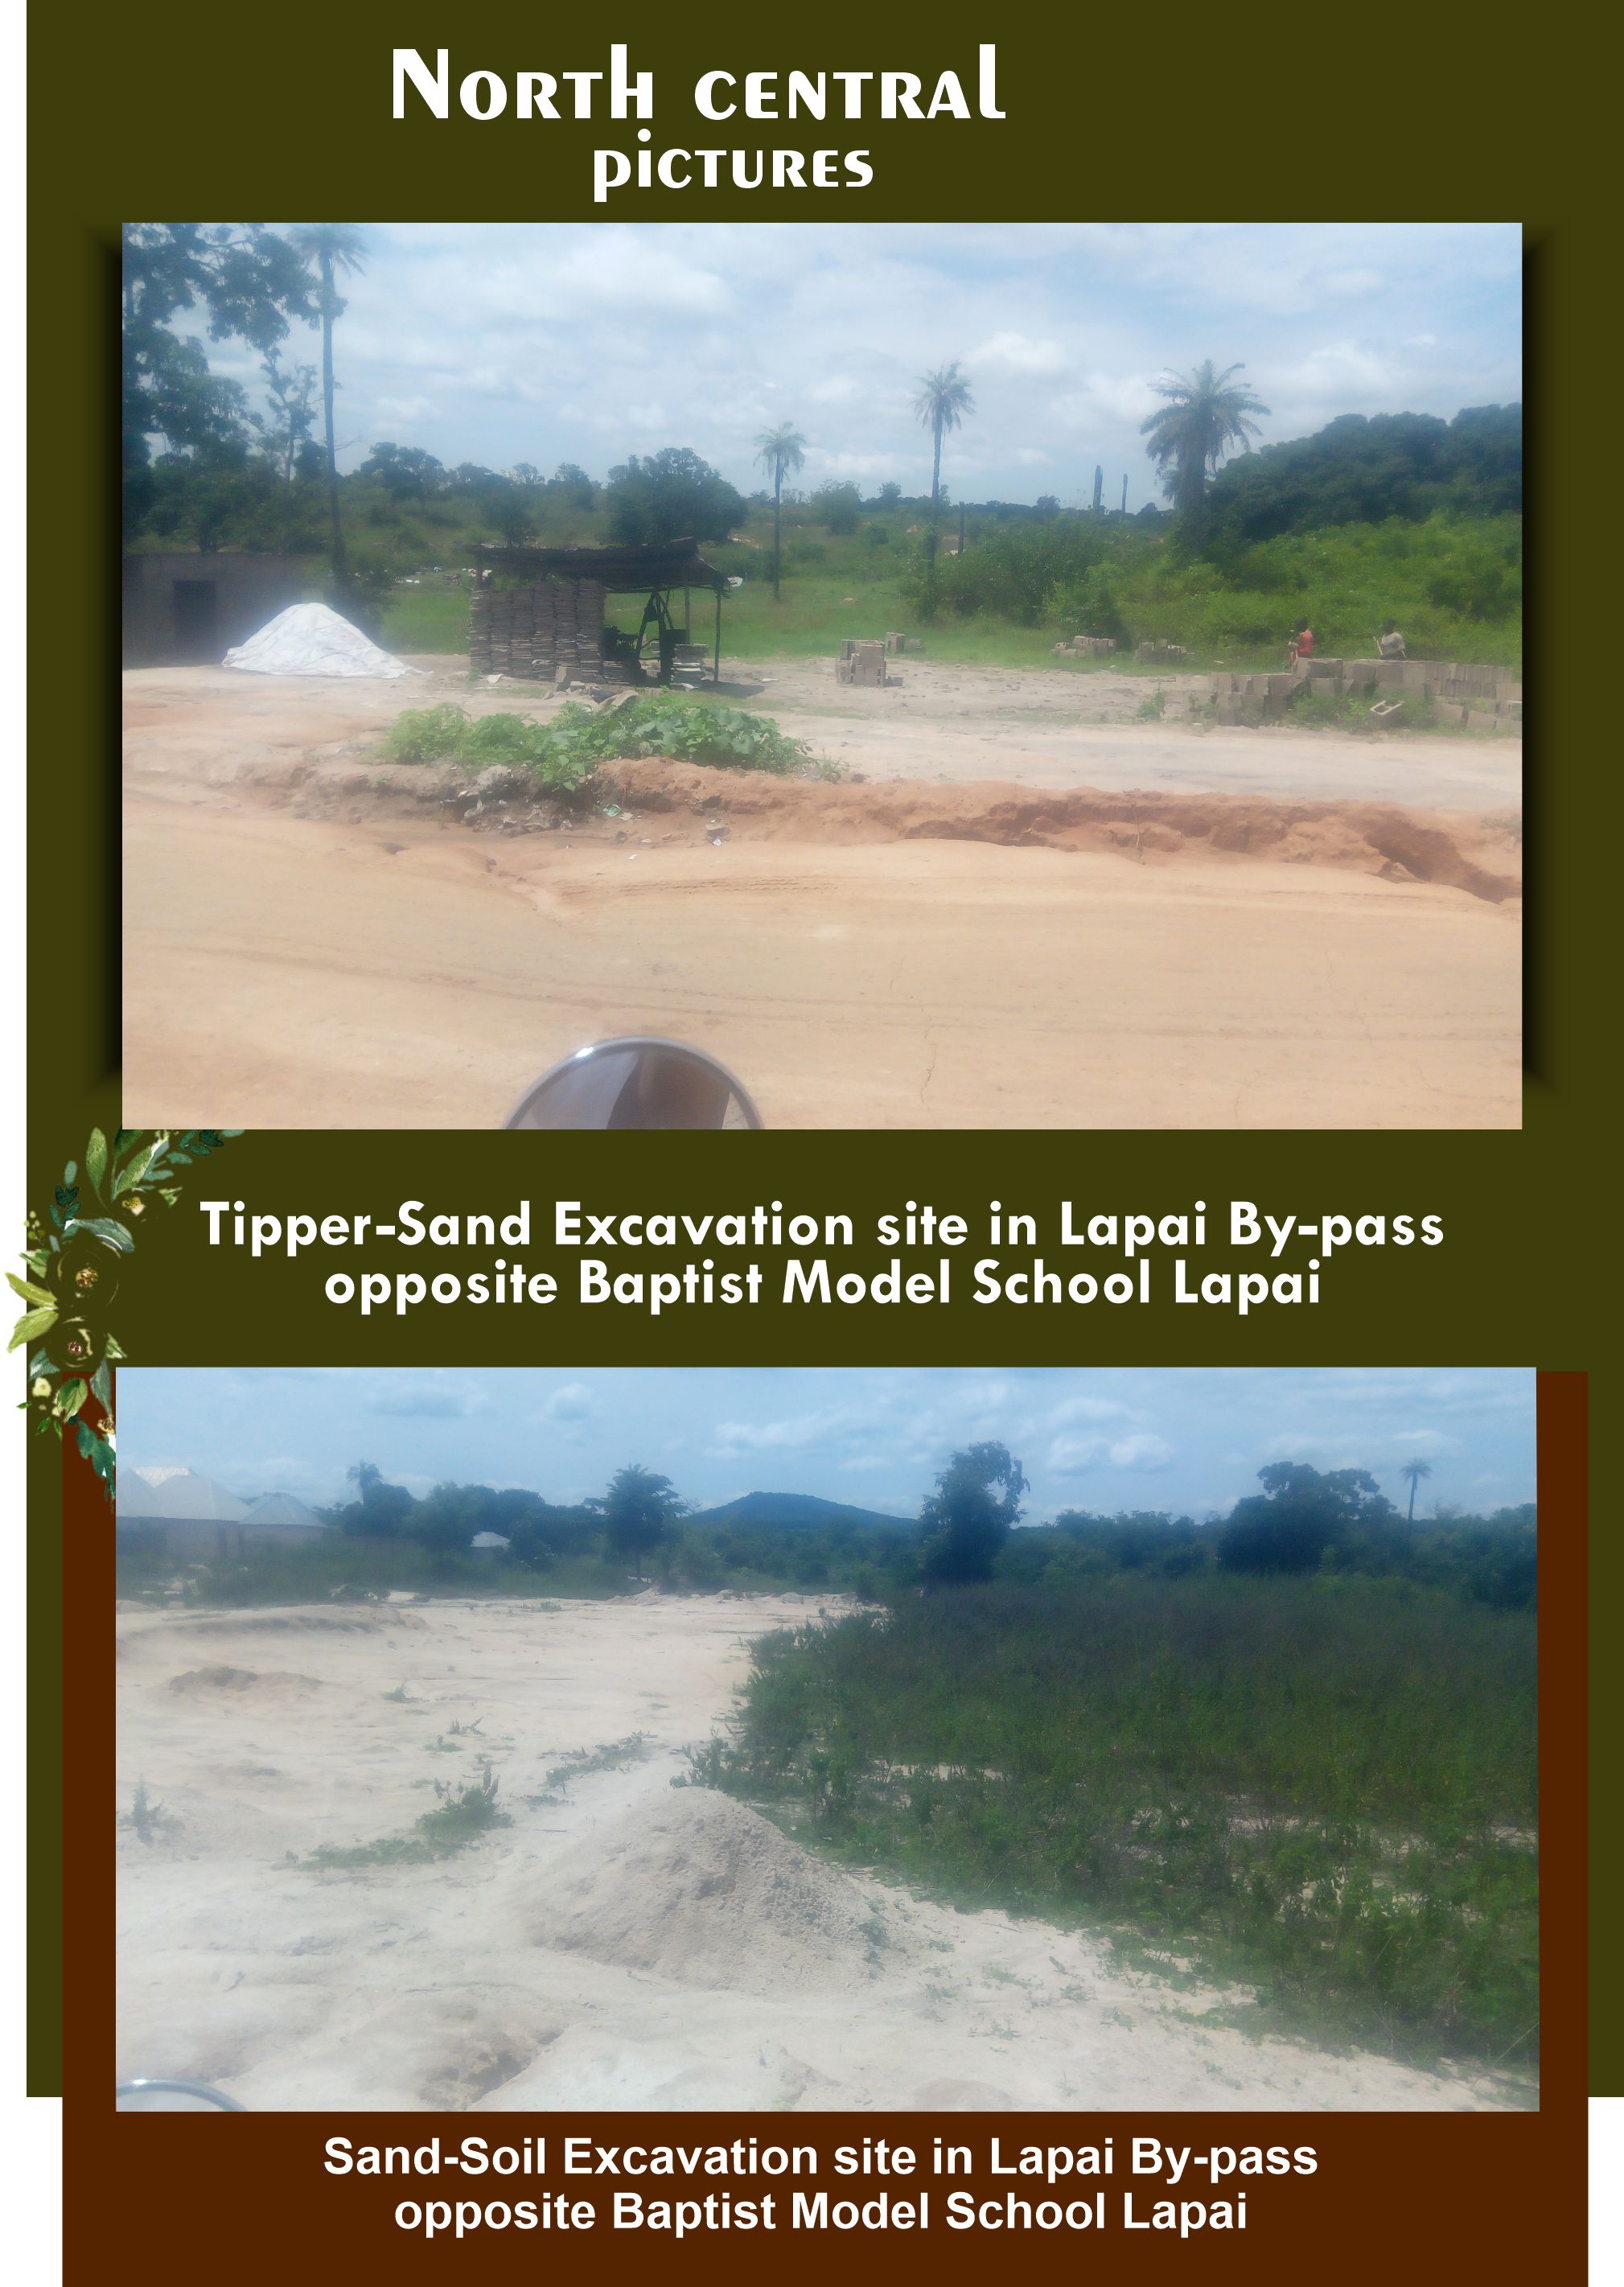 North central
pictures
Tipper-Sand Excavation site in Lapai By-pass
opposite Baptist Model School Lapai
Sand-Soil Excavation site in Lapai By-pass
opposite Baptist Model School Lapai